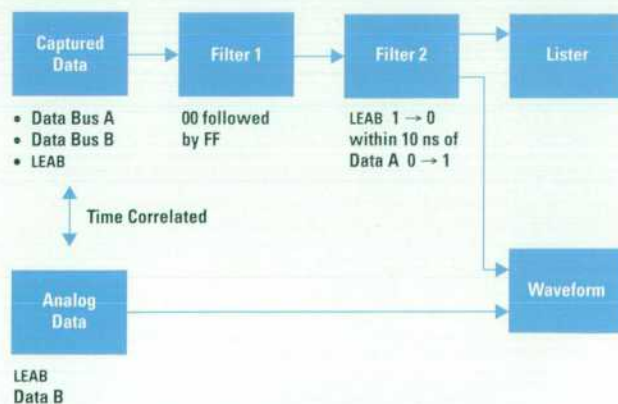 Captured
Data
Filter 1
Filter 2
Lister
• Data Bus A
• Data Bus B
• LEAB
00 followed
by FF
LEAB 1 → 0
within 10 ns of
Data A 0 → 1
Time Correlated
Analog
Data
Waveform
LEAB
Data B